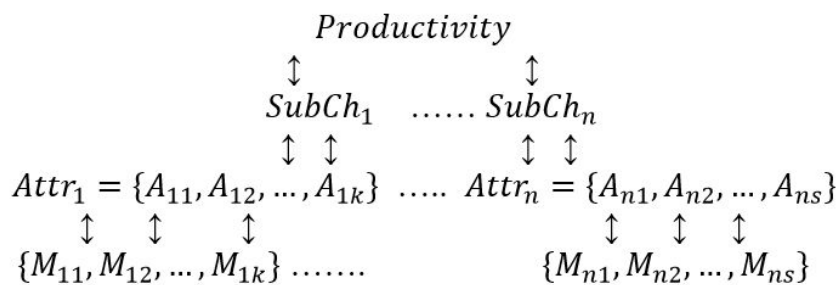 Productivity
↕ ↕
SubCh₁ ...... SubChₙ
↕ ↕ ↕ ↕
Attr₁ = {A₁₁, A₁₂, ..., A₁ₖ} ..... Attrₙ = {Aₙ₁, Aₙ₂, ..., Aₙₛ}
↕ ↕ ↕ ↕ ↕ ↕
{M₁₁, M₁₂, ..., M₁ₖ} ....... {Mₙ₁, Mₙ₂, ..., Mₙₛ}